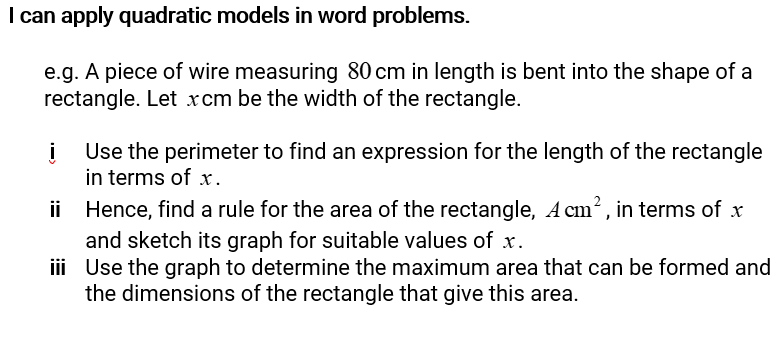 I can apply quadratic models in word problems.
e.g. A piece of wire measuring 80 cm in length is bent into the shape of a
rectangle. Let x cm be the width of the rectangle.
i Use the perimeter to find an expression for the length of the rectangle
in terms of x.
ii Hence, find a rule for the area of the rectangle, A cm², in terms of x
and sketch its graph for suitable values of x.
iii Use the graph to determine the maximum area that can be formed and
the dimensions of the rectangle that give this area.